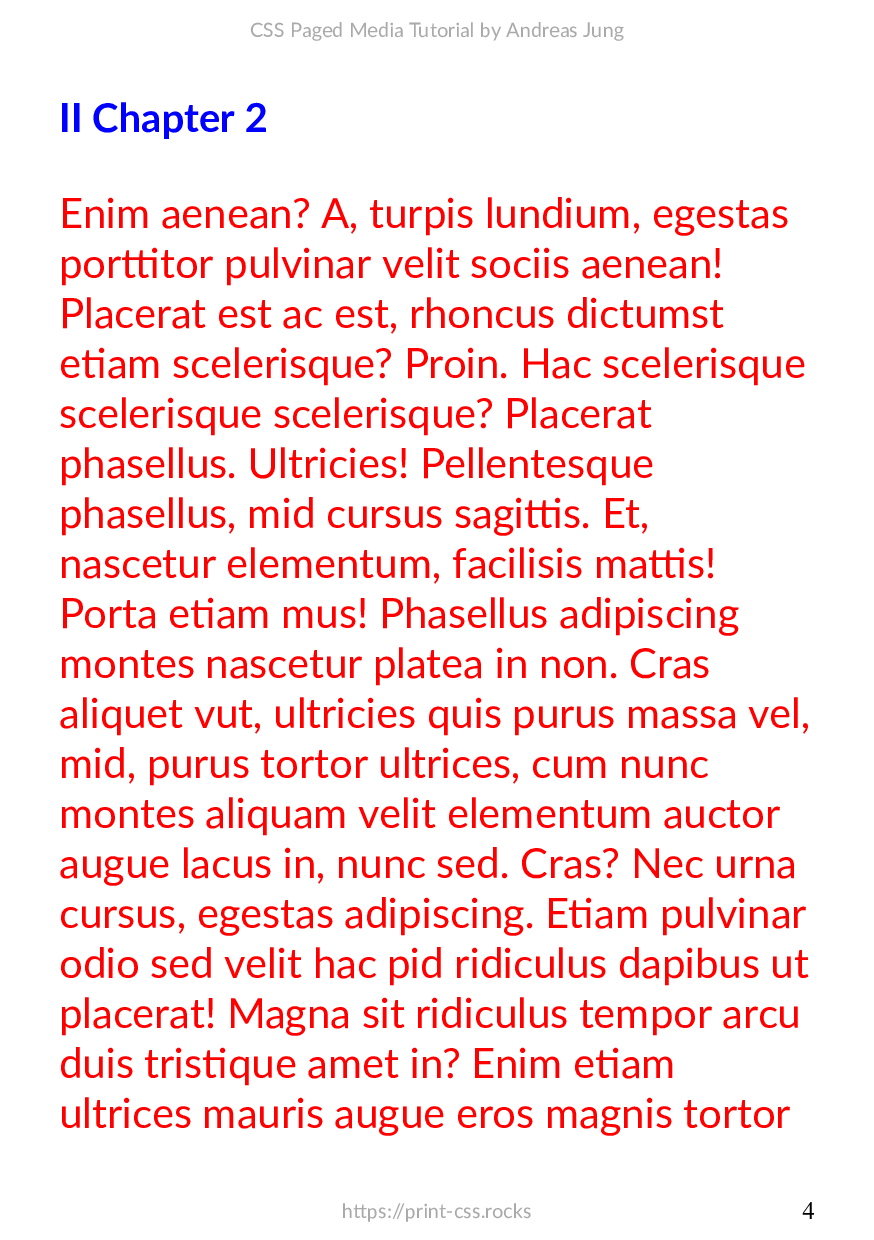 CSS Paged Media Tutorial by Andreas Jung
II Chapter 2
Enim aenean? A, turpis lundium, egestas
porttitor pulvinar velit sociis aenean!
Placerat est ac est, rhoncus dictumst
etiam scelerisque? Proin. Hac scelerisque
scelerisque scelerisque? Placerat
phasellus. Ultricies! Pellentesque
phasellus, mid cursus sagittis. Et,
nascetur elementum, facilisis mattis!
Porta etiam mus! Phasellus adipiscing
montes nascetur platea in non. Cras
aliquet vut, ultricies quis purus massa vel,
mid, purus tortor ultrices, cum nunc
montes aliquam velit elementum auctor
augue lacus in, nunc sed. Cras? Nec urna
cursus, egestas adipiscing. Etiam pulvinar
odio sed velit hac pid ridiculus dapibus ut
placerat! Magna sit ridiculus tempor arcu
duis tristique amet in? Enim etiam
ultrices mauris augue eros magnis tortor
https://print-css.rocks
4